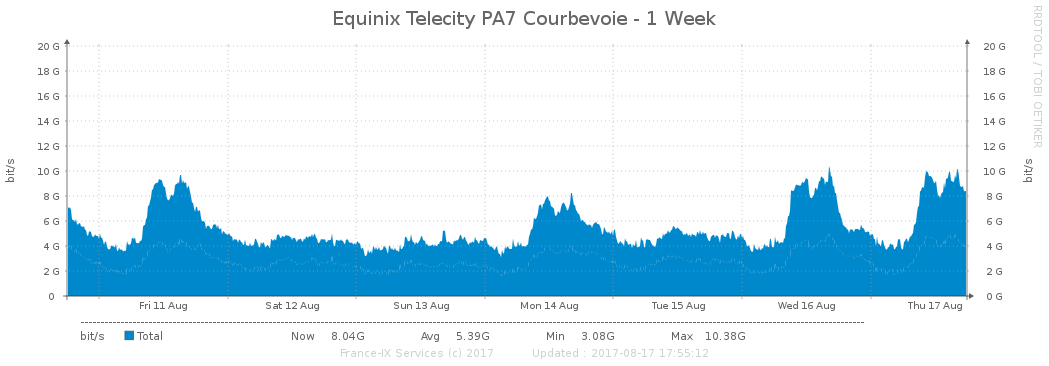 Equinix Telecity PA7 Courbevoie - 1 Week
RRDTOOL / TOBI OETIKER
bit/s
bit/s
20 G 20 G
18 G 18 G
16 G 16 G
14 G 14 G
12 G 12 G
10 G 10 G
8 G 8 G
6 G 6 G
4 G 4 G
2 G 2 G
0 0 G
Fri 11 Aug Sat 12 Aug Sun 13 Aug Mon 14 Aug Tue 15 Aug Wed 16 Aug Thu 17 Aug
bit/s Total Now 8.04G Avg 5.39G Min 3.08G Max 10.38G
France-IX Services (c) 2017 Updated : 2017-08-17 17:55:12